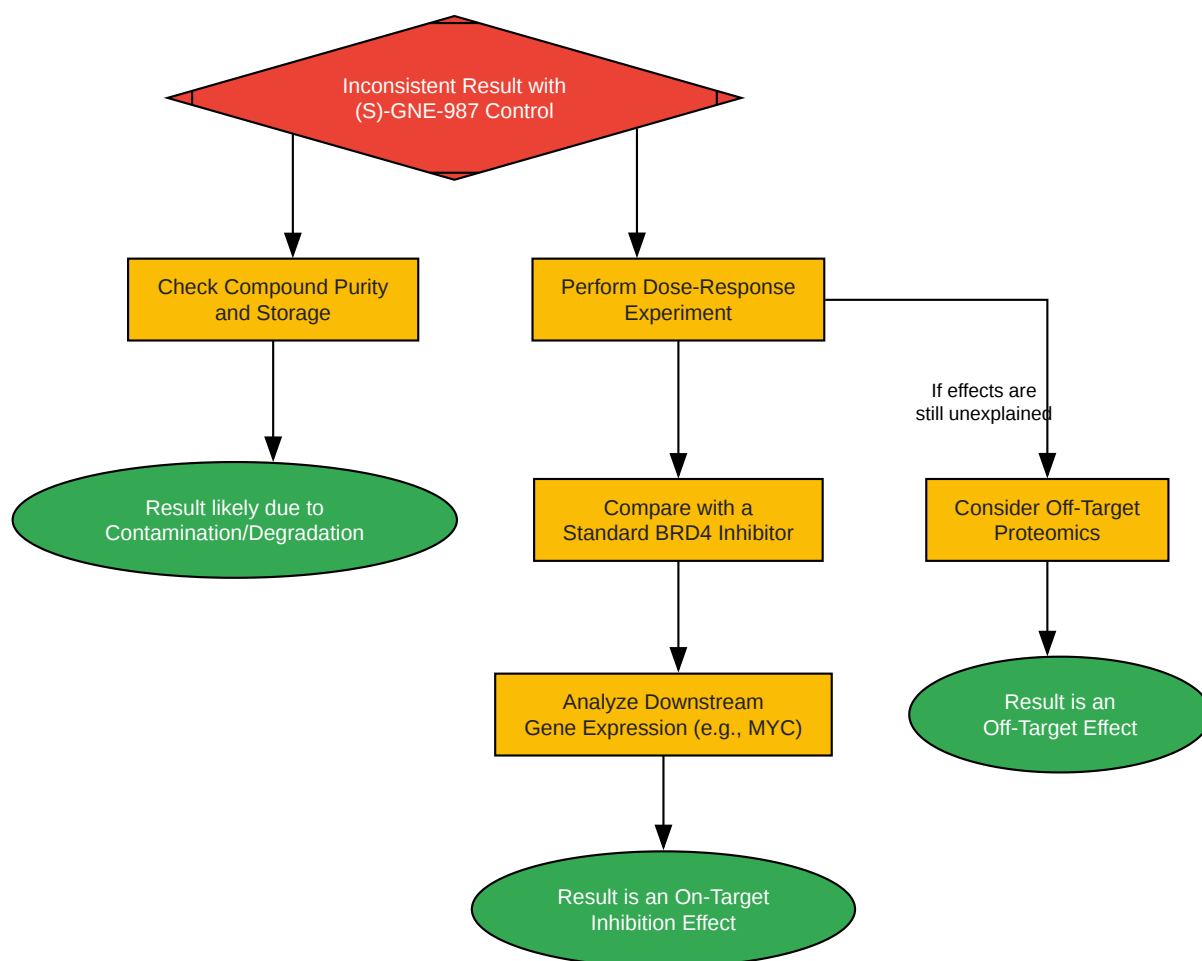 Inconsistent Result with
(S)-GNE-987 Control
Check Compound Purity
and Storage
Perform Dose-Response
Experiment
If effects are
still unexplained
Result likely due to
Contamination/Degradation
Compare with a
Standard BRD4 Inhibitor
Consider Off-Target
Proteomics
Analyze Downstream
Gene Expression (e.g., MYC)
Result is an
Off-Target Effect
Result is an On-Target
Inhibition Effect